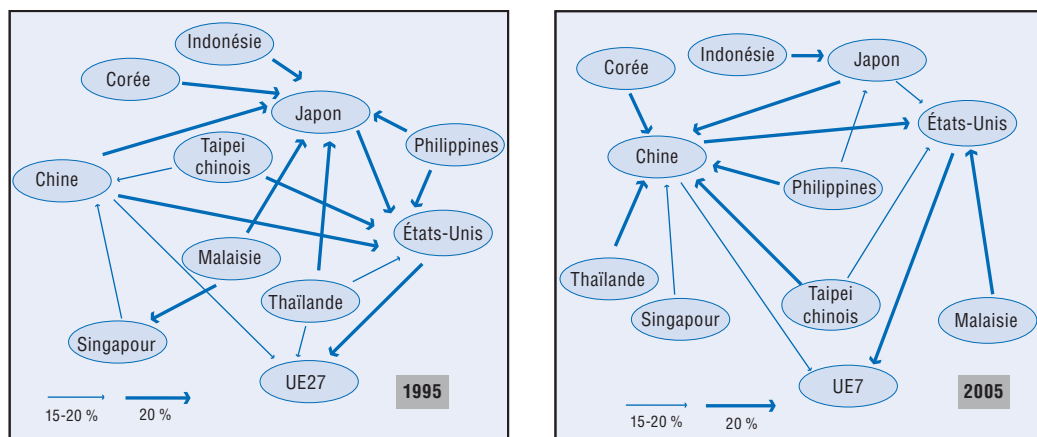 Indonésie
Corée
Japon
Taipei
chinois
Philippines
Chine
États-Unis
Malaisie
Thaïlande
Singapour
UE27
1995
15-20 %
20 %
Corée
Indonésie
Japon
États-Unis
Chine
Philippines
Thaïlande
Singapour
Taipei
chinois
Malaisie
UE7
2005
15-20 %
20 %